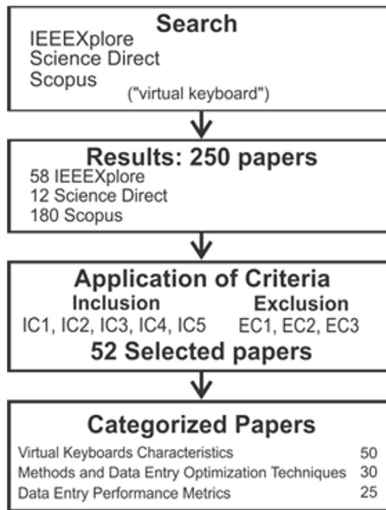 Search
IEEEXplore
Science Direct
Scopus
("virtual keyboard")
Results: 250 papers
58 IEEEXplore
12 Science Direct
180 Scopus
Application of Criteria
Inclusion Exclusion
IC1, IC2, IC3, IC4, IC5 EC1, EC2, EC3
52 Selected papers
Categorized Papers
Virtual Keyboards Characteristics 50
Methods and Data Entry Optimization Techniques 30
Data Entry Performance Metrics 25